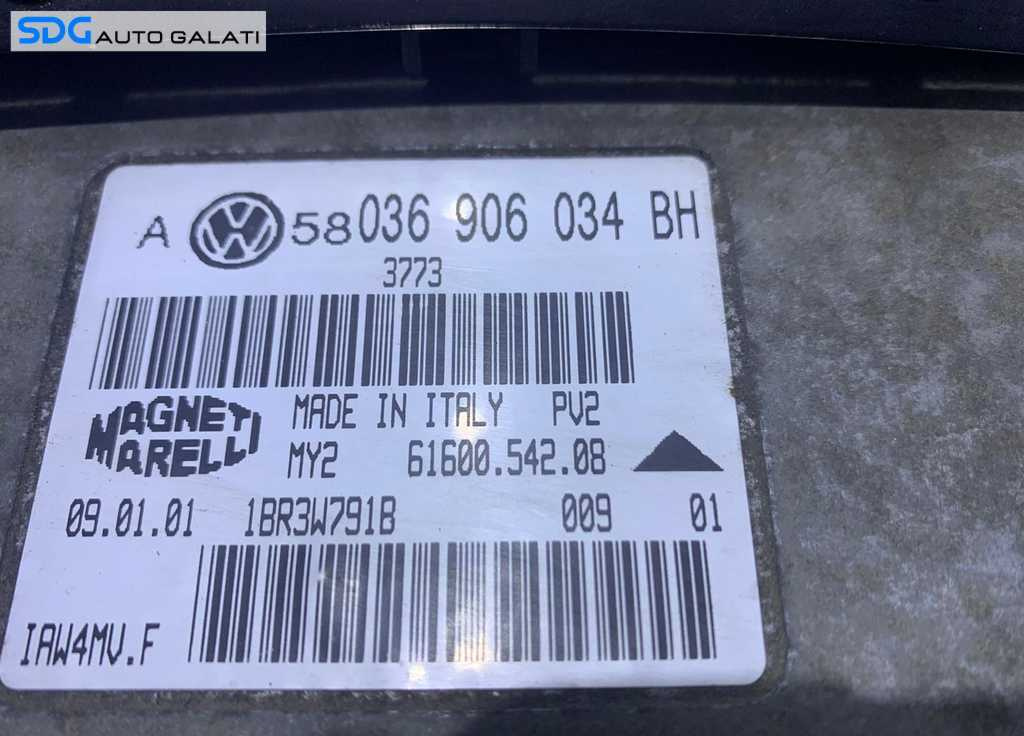 SDG AUTO GALATI
A 58 036 906 034 BH
3773
MAGNETI MARELLI
MADE IN ITALY PV2
MY2 61600.542.08
09.01.01 1BR3W791B 009 01
IAW4MV.F